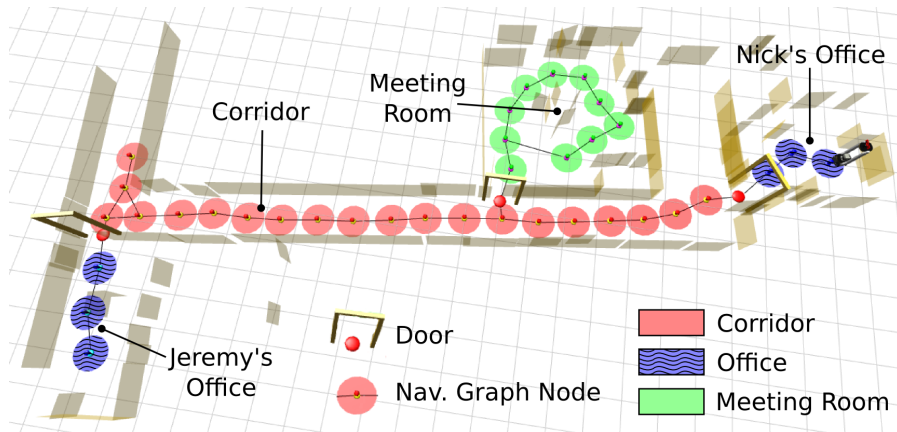 Nick's Office
Meeting
Room
Corridor
Jeremy's
Office
Door
Nav. Graph Node
Corridor
Office
Meeting Room